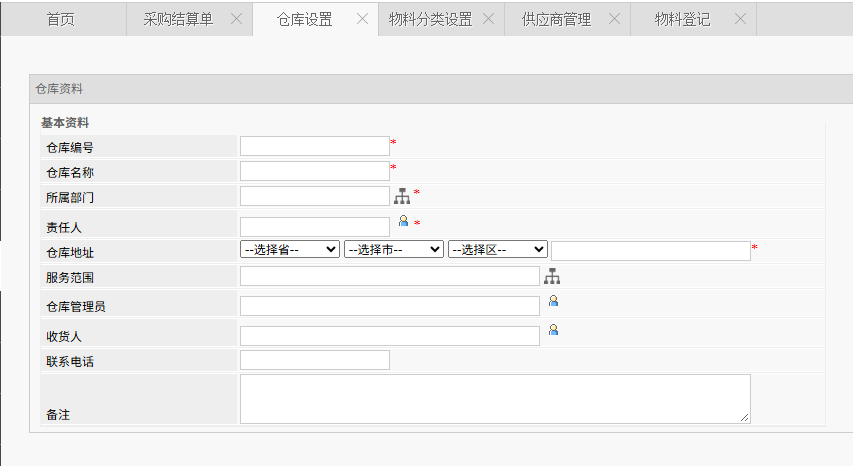 首页 采购结算单 仓库设置 物料分类设置 供应商管理 物料登记
仓库资料
基本资料
仓库编号 *
仓库名称 *
所属部门 *
责任人 *
仓库地址 --选择省-- --选择市-- --选择区-- *
服务范围
仓库管理员
收货人
联系电话
备注